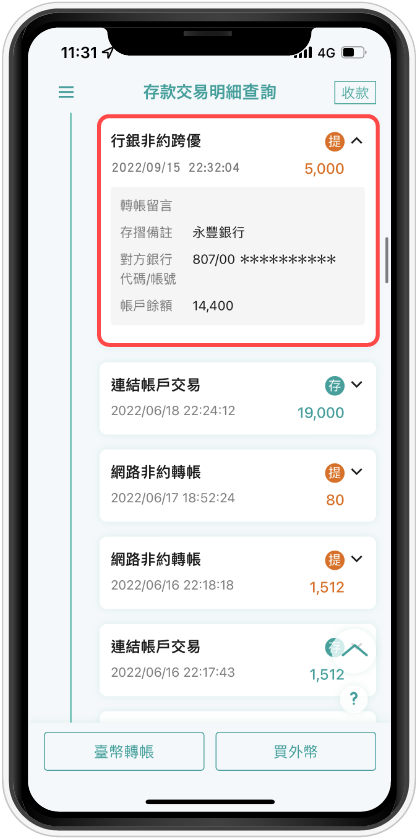 11:31
4G
存款交易明細查詢
收款
行銀非約跨優
提
2022/09/15 22:32:04
5,000
轉帳留言
存摺備註 永豐銀行
對方銀行 807/00 **********
代碼/帳號
帳戶餘額 14,400
連結帳戶交易
存
2022/06/18 22:24:12
19,000
網路非約轉帳
提
2022/06/17 18:52:24
80
網路非約轉帳
提
2022/06/16 22:18:18
1,512
連結帳戶交易
2022/06/16 22:17:43
1,512
?
臺幣轉帳
買外幣